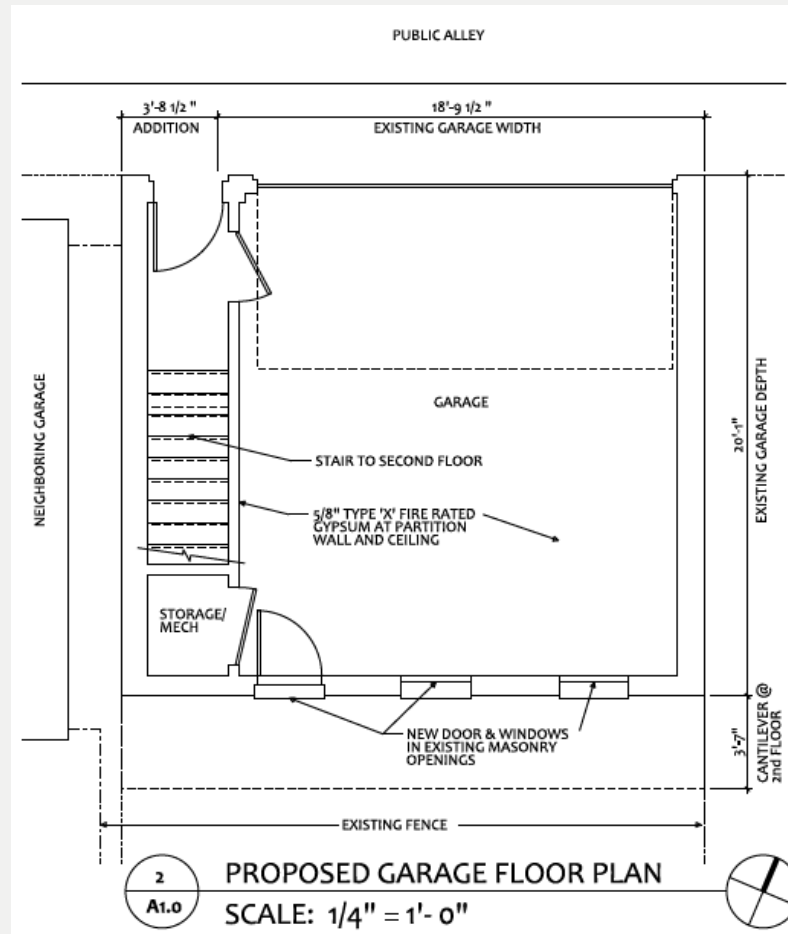 PUBLIC ALLEY
3'-8 1/2"
18'-9 1/2"
ADDITION
EXISTING GARAGE WIDTH
NEIGHBORING GARAGE
GARAGE
20'-1"
EXISTING GARAGE DEPTH
STAIR TO SECOND FLOOR
5/8" TYPE 'X' FIRE RATED
GYPSUM AT PARTITION
WALL AND CEILING
STORAGE/
MECH
NEW DOOR & WINDOWS
IN EXISTING MASONRY
OPENINGS
3'-7"
CANTILEVER @
2nd FLOOR
EXISTING FENCE
2
A1.0
PROPOSED GARAGE FLOOR PLAN
SCALE: 1/4" = 1'- 0"